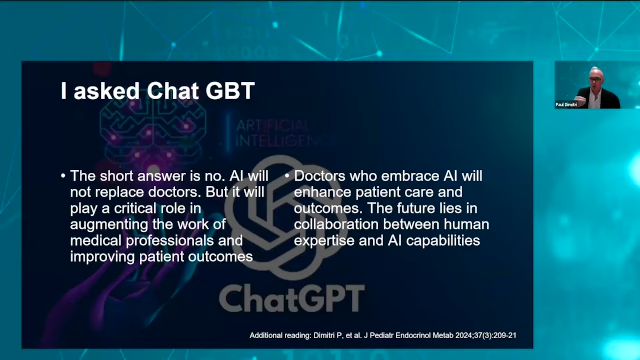 I asked Chat GBT
ARTIFICIAL
INTELLIGENCE
• The short answer is no. AI will
not replace doctors. But it will
play a critical role in
augmenting the work of
medical professionals and
improving patient outcomes
• Doctors who embrace AI will
enhance patient care and
outcomes. The future lies in
collaboration between human
expertise and AI capabilities
ChatGPT
Additional reading: Dimitri P, et al. J Pediatr Endocrinol Metab 2024;37(3):209-21
Paul Dimitri